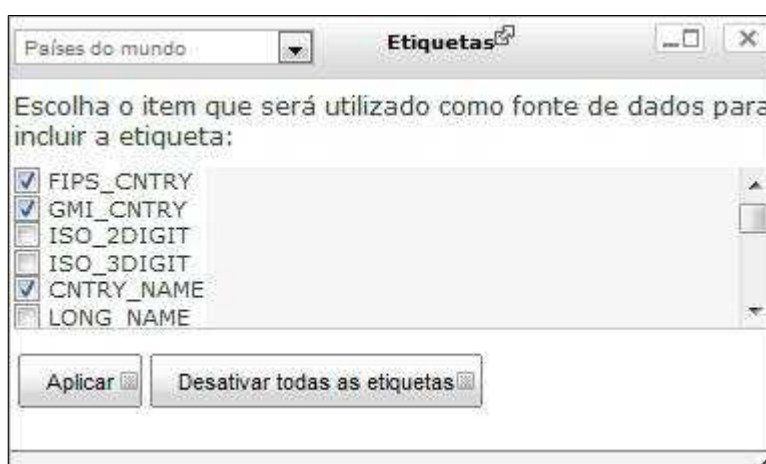 Países do mundo
Etiquetas
Escolha o item que será utilizado como fonte de dados para
incluir a etiqueta:
FIPS_CNTRY
GMI_CNTRY
ISO_2DIGIT
ISO_3DIGIT
CNTRY_NAME
LONG_NAME
Aplicar
Desativar todas as etiquetas